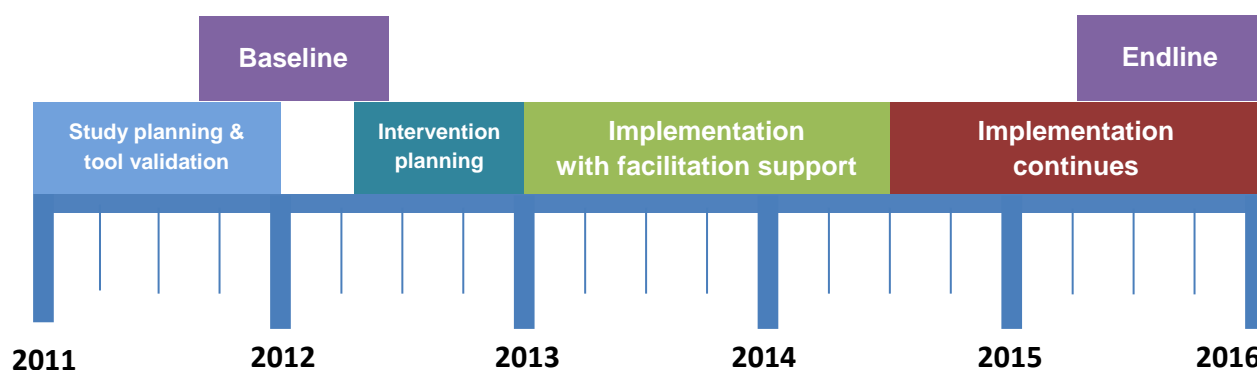 Baseline
Endline
Study planning &
tool validation
Intervention
planning
Implementation
with facilitation support
Implementation
continues
2011
2012
2013
2014
2015
2016